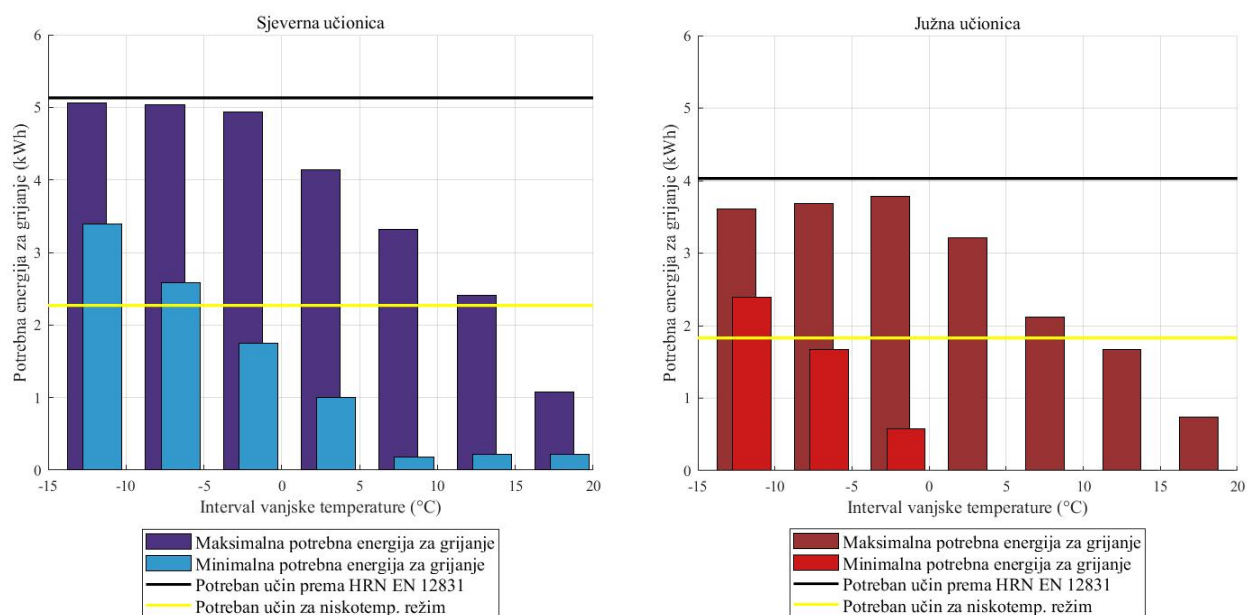 Sjeverna učionica
Potrebna energija za grijanje (kWh)
6
5
4
3
2
1
0
-15 -10 -5 0 5 10 15 20
Interval vanjske temperature (°C)
Maksimalna potrebna energija za grijanje
Minimalna potrebna energija za grijanje
Potreban učin prema HRN EN 12831
Potreban učin za niskotemp. režim
Južna učionica
Potrebna energija za grijanje (kWh)
6
5
4
3
2
1
0
-15 -10 -5 0 5 10 15 20
Interval vanjske temperature (°C)
Maksimalna potrebna energija za grijanje
Minimalna potrebna energija za grijanje
Potreban učin prema HRN EN 12831
Potreban učin za niskotemp. režim